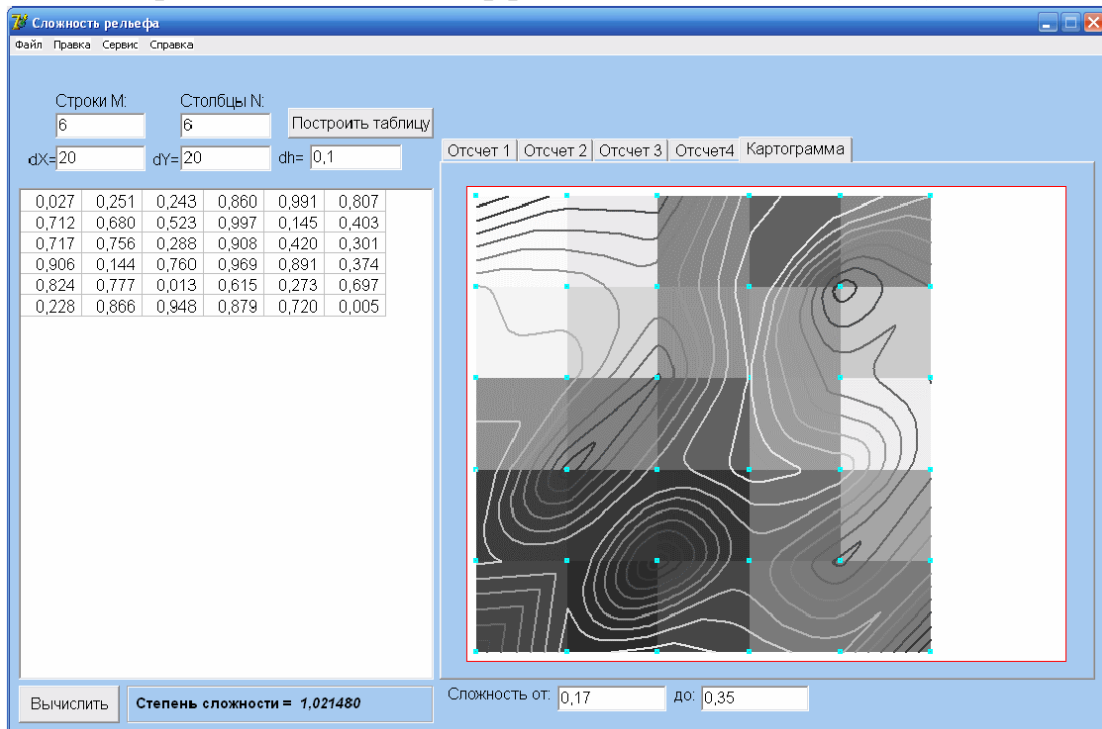 Сложность рельефа
Файл Правка Сервис Справка
Строки M: Столбцы N:
6 6 Построить таблицу
dX= 20 dY= 20 dh= 0,1
Отсчет 1 Отсчет 2 Отсчет 3 Отсчет4 Картограмма
0,027 0,251 0,243 0,860 0,991 0,807
0,712 0,680 0,523 0,997 0,145 0,403
0,717 0,756 0,288 0,908 0,420 0,301
0,906 0,144 0,760 0,969 0,891 0,374
0,824 0,777 0,013 0,615 0,273 0,697
0,228 0,866 0,948 0,879 0,720 0,005
Вычислить Степень сложности = 1,021480
Сложность от: 0,17 до: 0,35